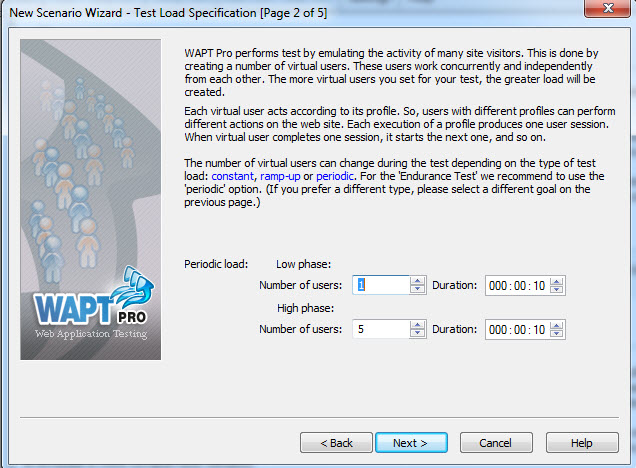 New Scenario Wizard - Test Load Specification [Page 2 of 5]
WAPT Pro performs test by emulating the activity of many site visitors. This is done by
creating a number of virtual users. These users work concurrently and independently
from each other. The more virtual users you set for your test, the greater load will be
created.
Each virtual user acts according to its profile. So, users with different profiles can perform
different actions on the web site. Each execution of a profile produces one user session.
When virtual user completes one session, it starts the next one, and so on.
The number of virtual users can change during the test depending on the type of test
load: constant, ramp-up or periodic. For the 'Endurance Test' we recommend to use the
'periodic' option. (If you prefer a different type, please select a different goal on the
previous page.)
Periodic load: Low phase:
Number of users: 1 Duration: 000 : 00 : 10
High phase:
Number of users: 5 Duration: 000 : 00 : 10
WAPT PRO
Web Application Testing
< Back Next > Cancel Help